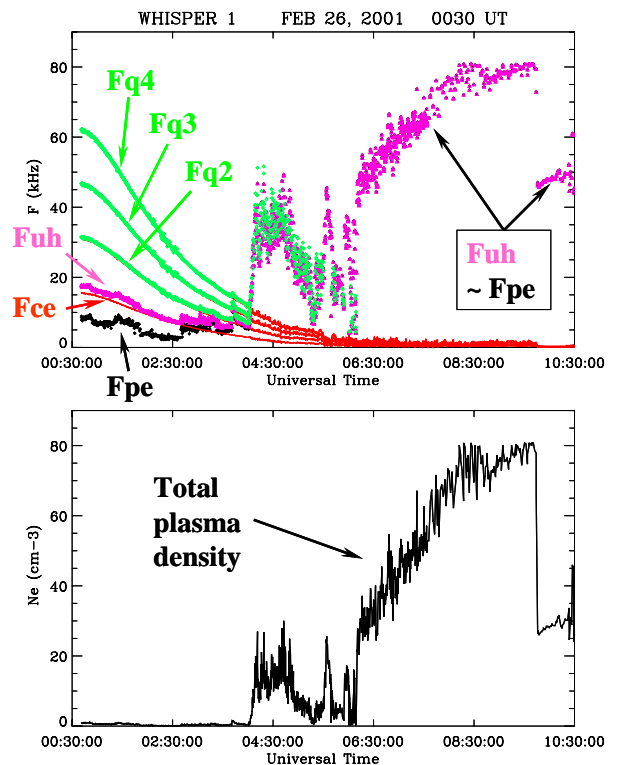 WHISPER 1 FEB 26, 2001 0030 UT
80
60
40
20
0
F (kHz)
Fq4
Fq3
Fq2
Fuh
Fce
Fpe
Fuh
~ Fpe
00:30:00 02:30:00 04:30:00 06:30:00 08:30:00 10:30:00
Universal Time
80
60
40
20
0
Ne (cm-3)
Total
plasma
density
00:30:00 02:30:00 04:30:00 06:30:00 08:30:00 10:30:00
Universal Time